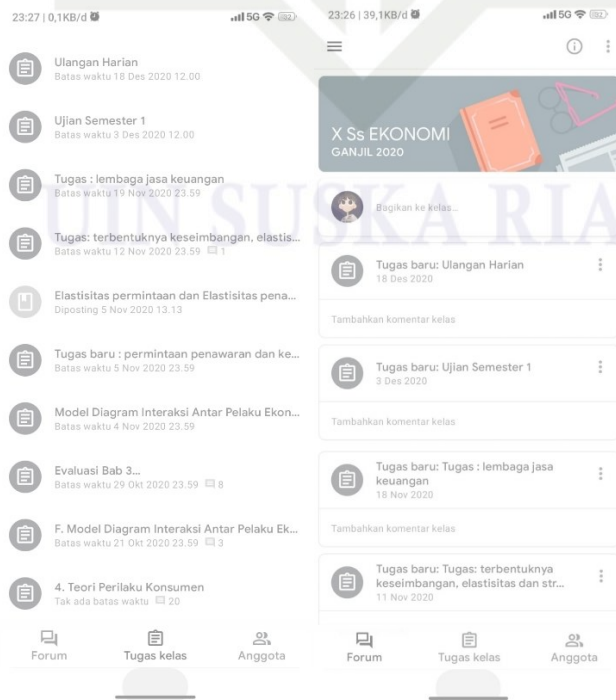 23:27 | 0,1KB/d
5G
Ulangan Harian
Batas waktu 18 Des 2020 12.00
Ujian Semester 1
Batas waktu 3 Des 2020 12.00
Tugas : lembaga jasa keuangan
Batas waktu 19 Nov 2020 23.59
Tugas: terbentuknya keseimbangan, elastis...
Batas waktu 12 Nov 2020 23.59 1
Elastisitas permintaan dan Elastisitas pena...
Diposting 5 Nov 2020 13.13
Tugas baru : permintaan penawaran dan ke...
Batas waktu 5 Nov 2020 23.59
Model Diagram Interaksi Antar Pelaku Ekon...
Batas waktu 4 Nov 2020 23.59
Evaluasi Bab 3...
Batas waktu 29 Okt 2020 23.59 8
F. Model Diagram Interaksi Antar Pelaku Ek...
Batas waktu 21 Okt 2020 23.59 3
4. Teori Perilaku Konsumen
Tak ada batas waktu 20
Forum
Tugas kelas
Anggota
23:26 | 39,1KB/d
5G
X Ss EKONOMI
GANJIL 2020
Bagikan ke kelas...
Tugas baru: Ulangan Harian
18 Des 2020
Tambahkan komentar kelas
Tugas baru: Ujian Semester 1
3 Des 2020
Tambahkan komentar kelas
Tugas baru: Tugas : lembaga jasa
keuangan
18 Nov 2020
Tambahkan komentar kelas
Tugas baru: Tugas: terbentuknya
keseimbangan, elastisitas dan str...
11 Nov 2020
Forum
Tugas kelas
Anggota
UIN SUSKA RIA